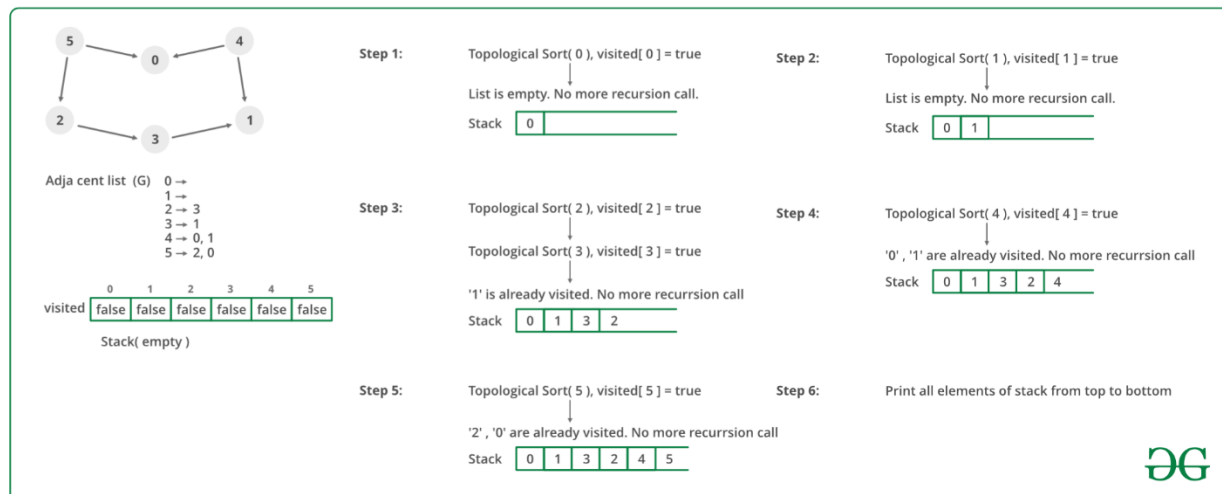 5
4
0
2
1
3
Adja cent list (G) 0 →
1 →
2 → 3
3 → 1
4 → 0, 1
5 → 2, 0
0 1 2 3 4 5
visited false false false false false false
Stack( empty )
Step 1: Topological Sort( 0 ), visited[ 0 ] = true
List is empty. No more recursion call.
Stack 0
Step 2: Topological Sort( 1 ), visited[ 1 ] = true
List is empty. No more recursion call.
Stack 0 1
Step 3: Topological Sort( 2 ), visited[ 2 ] = true
Topological Sort( 3 ), visited[ 3 ] = true
'1' is already visited. No more recurrsion call
Stack 0 1 3 2
Step 4: Topological Sort( 4 ), visited[ 4 ] = true
'0' , '1' are already visited. No more recurrsion call
Stack 0 1 3 2 4
Step 5: Topological Sort( 5 ), visited[ 5 ] = true
'2' , '0' are already visited. No more recurrsion call
Stack 0 1 3 2 4 5
Step 6: Print all elements of stack from top to bottom